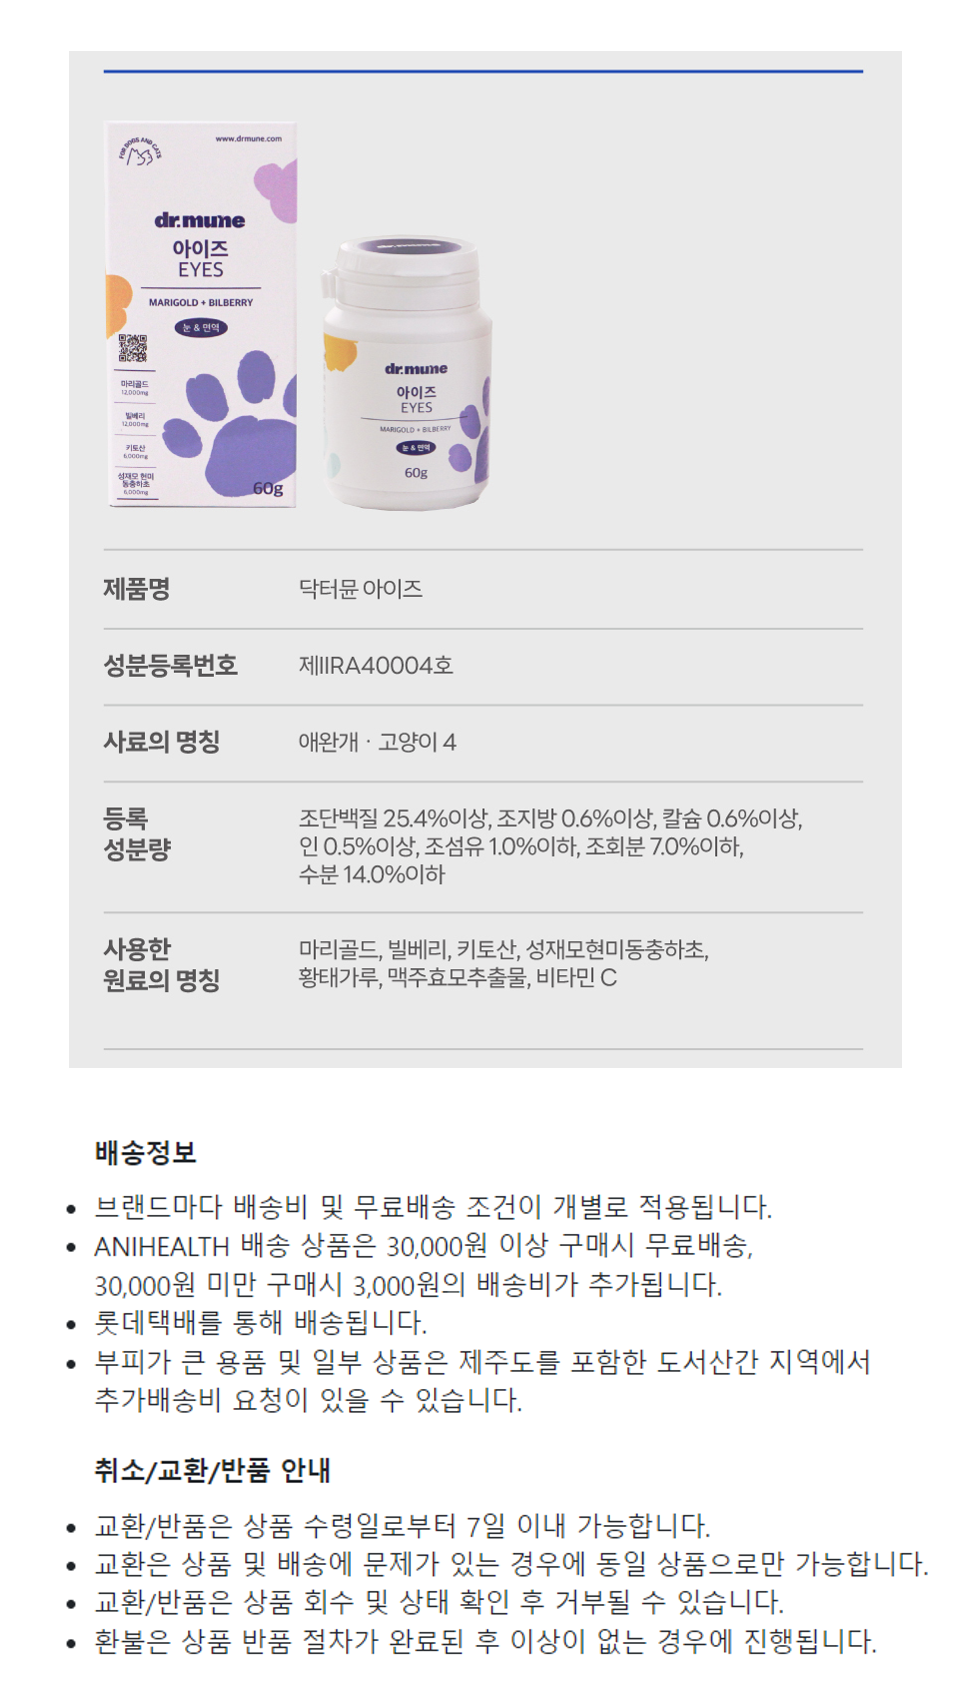 FOR DOGS AND CATS
www.drmune.com
dr.mune
아이즈
EYES
MARIGOLD + BILBERRY
눈 & 면역
마리골드
12,000mg
빌베리
12,000mg
키토산
6,000mg
성재모 현미
동충하초
6,000mg
60g
dr.mune
dr.mune
아이즈
EYES
MARIGOLD + BILBERRY
눈 & 면역
60g
제품명 닥터뮨 아이즈
성분등록번호 제IIRA40004호
사료의 명칭 애완개 · 고양이 4
등록
성분량
조단백질 25.4%이상, 조지방 0.6%이상, 칼슘 0.6%이상,
인 0.5%이상, 조섬유 1.0%이하, 조회분 7.0%이하,
수분 14.0%이하
사용한
원료의 명칭
마리골드, 빌베리, 키토산, 성재모현미동충하초,
황태가루, 맥주효모추출물, 비타민 C
배송정보
• 브랜드마다 배송비 및 무료배송 조건이 개별로 적용됩니다.
• ANIHEALTH 배송 상품은 30,000원 이상 구매시 무료배송,
30,000원 미만 구매시 3,000원의 배송비가 추가됩니다.
• 롯데택배를 통해 배송됩니다.
• 부피가 큰 용품 및 일부 상품은 제주도를 포함한 도서산간 지역에서
추가배송비 요청이 있을 수 있습니다.
취소/교환/반품 안내
• 교환/반품은 상품 수령일로부터 7일 이내 가능합니다.
• 교환은 상품 및 배송에 문제가 있는 경우에 동일 상품으로만 가능합니다.
• 교환/반품은 상품 회수 및 상태 확인 후 거부될 수 있습니다.
• 환불은 상품 반품 절차가 완료된 후 이상이 없는 경우에 진행됩니다.